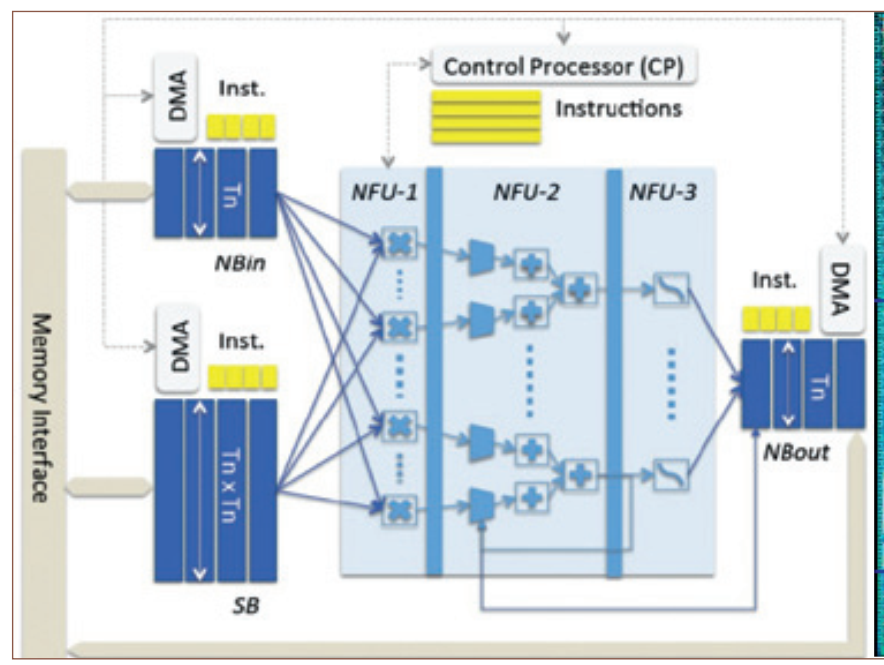 Control Processor (CP)
DMA
Inst.
Instructions
Tn
NBin
NFU-1
NFU-2
NFU-3
DMA
Inst.
Tn x Tn
SB
Memory Interface
Inst.
DMA
Tn
NBout